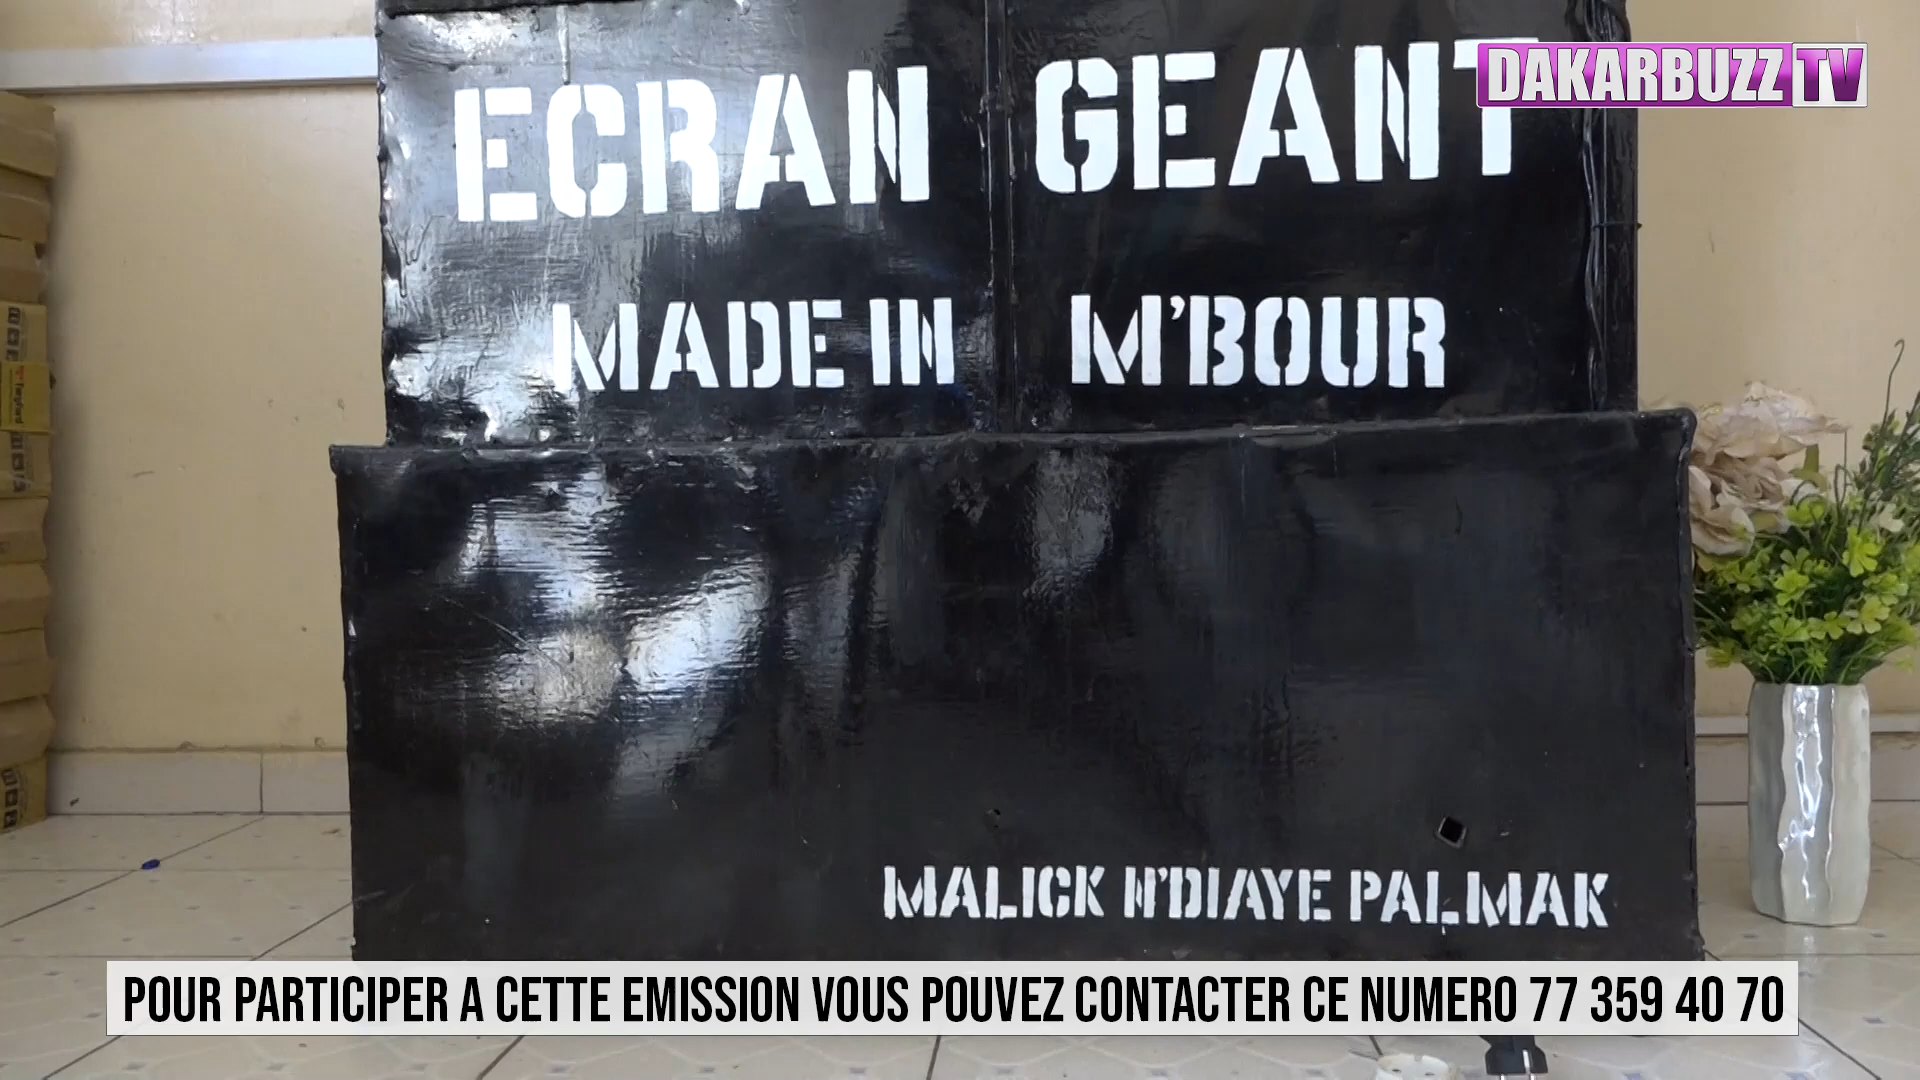 DAKARBUZZ TV
ECRAN GEANT
MADE IN M'BOUR
MALICK N'DIAYE PALMAK
POUR PARTICIPER A CETTE EMISSION VOUS POUVEZ CONTACTER CE NUMERO 77 359 40 70